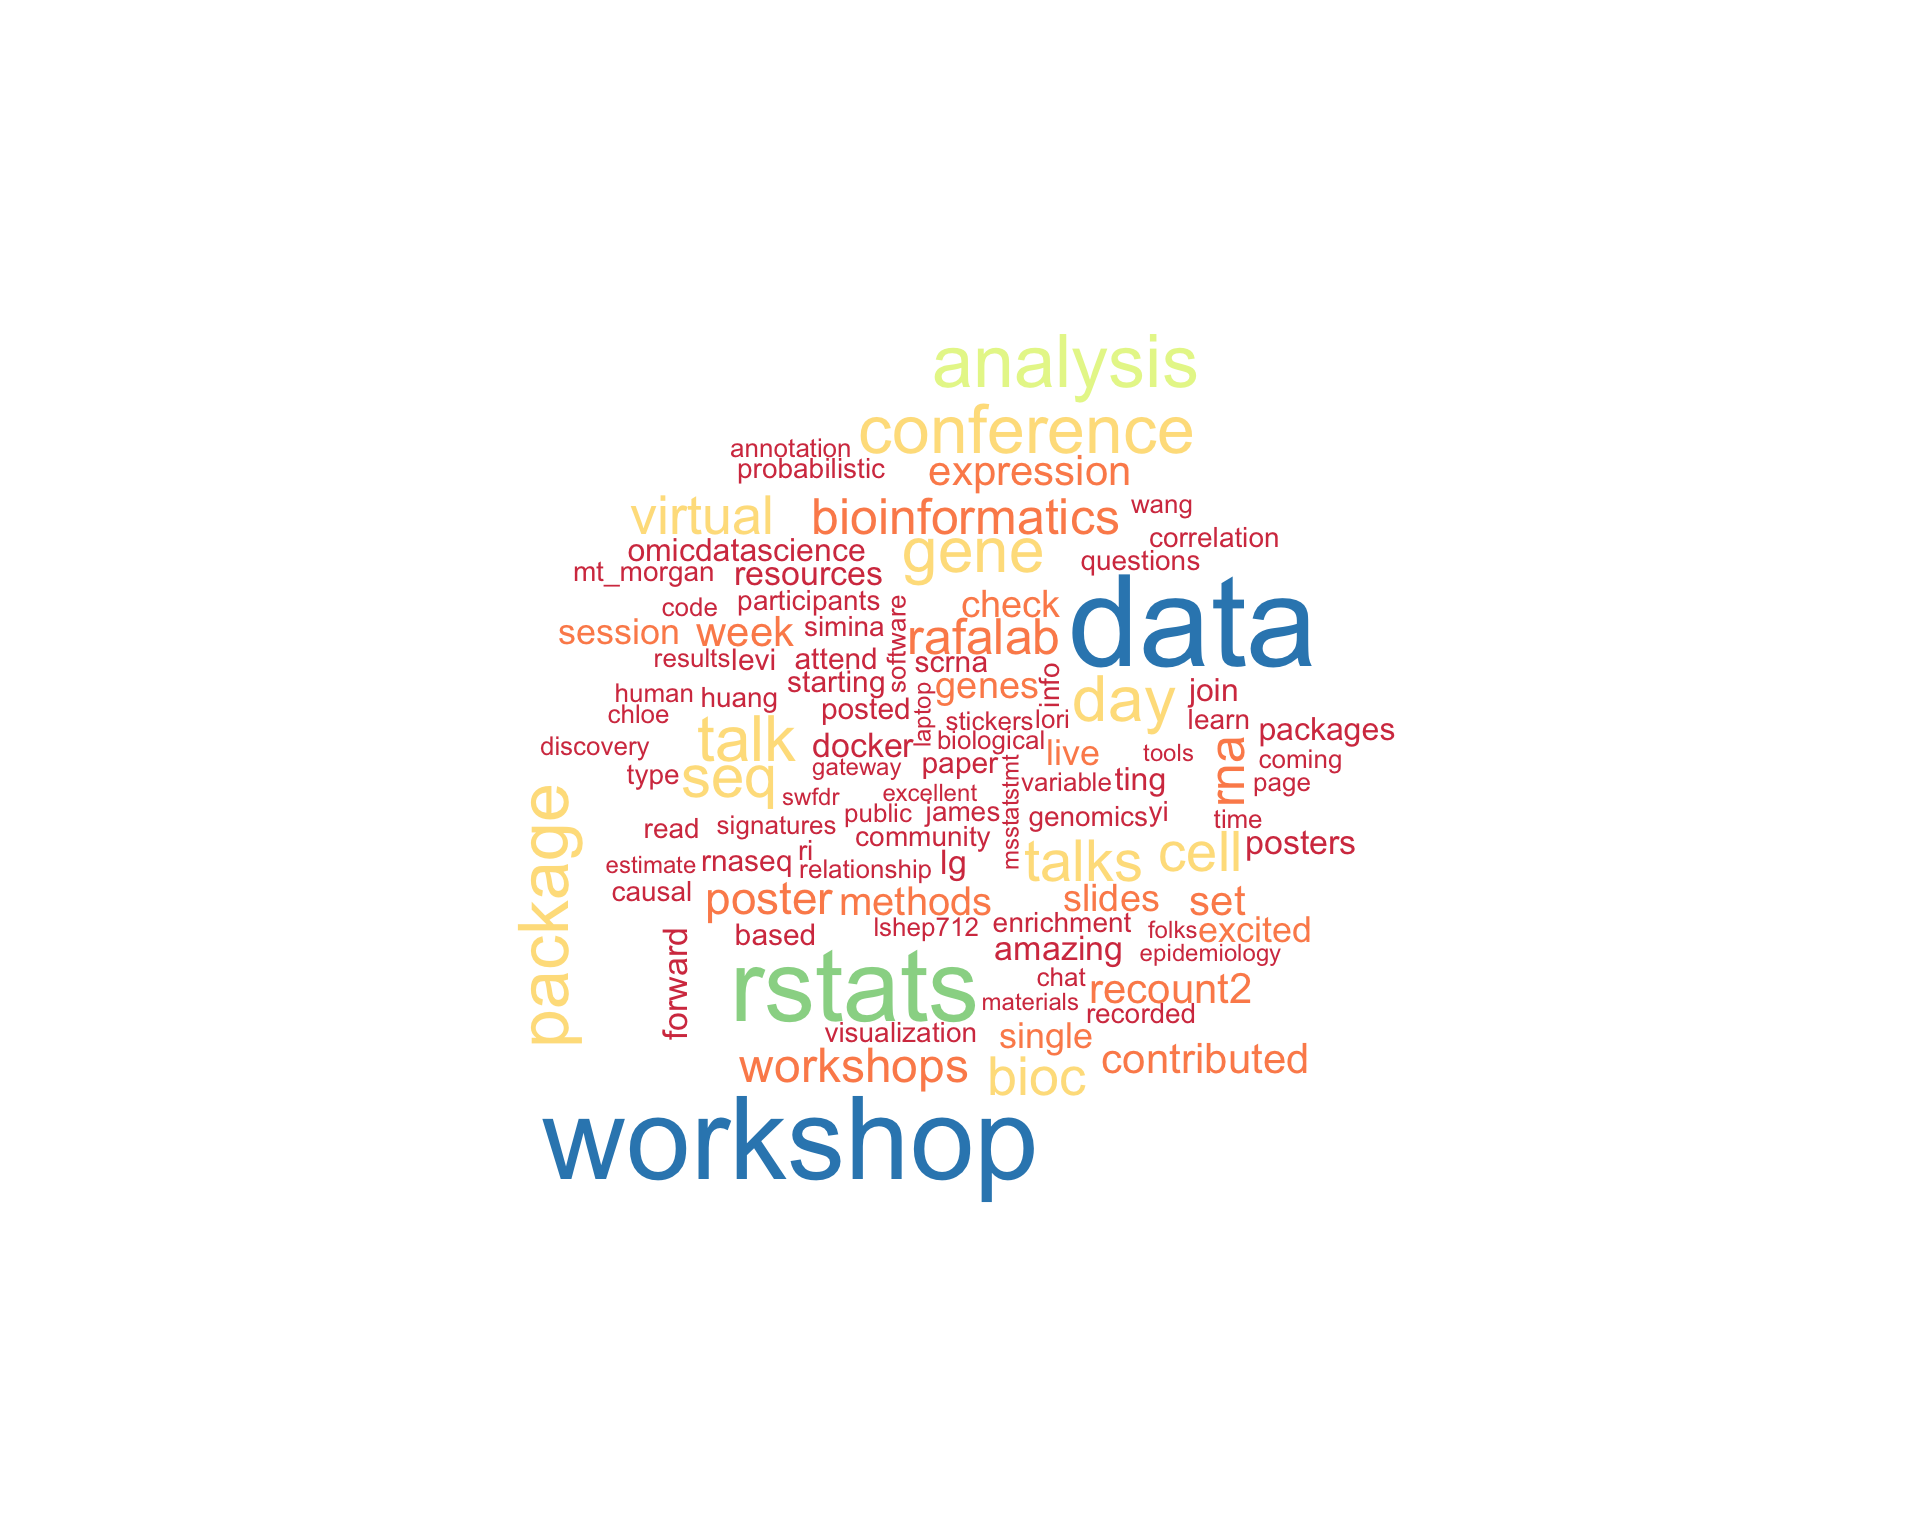 analysis
conference
annotation
probabilistic
expression
virtual
bioinformatics
wang
omicdatascience
gene
correlation
mt_morgan
resources
questions
data
code
participants
software
check
session
week
simina
rafalab
results
levi
attend
scrna
starting
genes
info
day
join
human
huang
posted
laptop
stickers
lori
learn
chloe
talk
packages
discovery
docker
biological
live
tools
rna
coming
type
seq
gateway
paper
variable
ting
page
package
swfdr
excellent
msstatstmt
public
james
genomics
yi
time
read
signatures
community
talks
cell
posters
estimate
rnaseq
ri
relationship
lg
causal
poster
methods
slides
set
forward
based
lshep712
enrichment
folks
excited
amazing
epidemiology
rstats
chat
materials
recount2
recorded
visualization
single
workshops
bioc
contributed
workshop